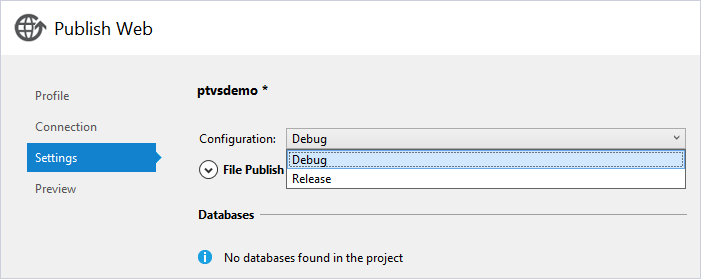 Publish Web
Profile
Connection
Settings
Preview
ptvsdemo *
Configuration: Debug
Debug
Release
File Publish
Databases
No databases found in the project